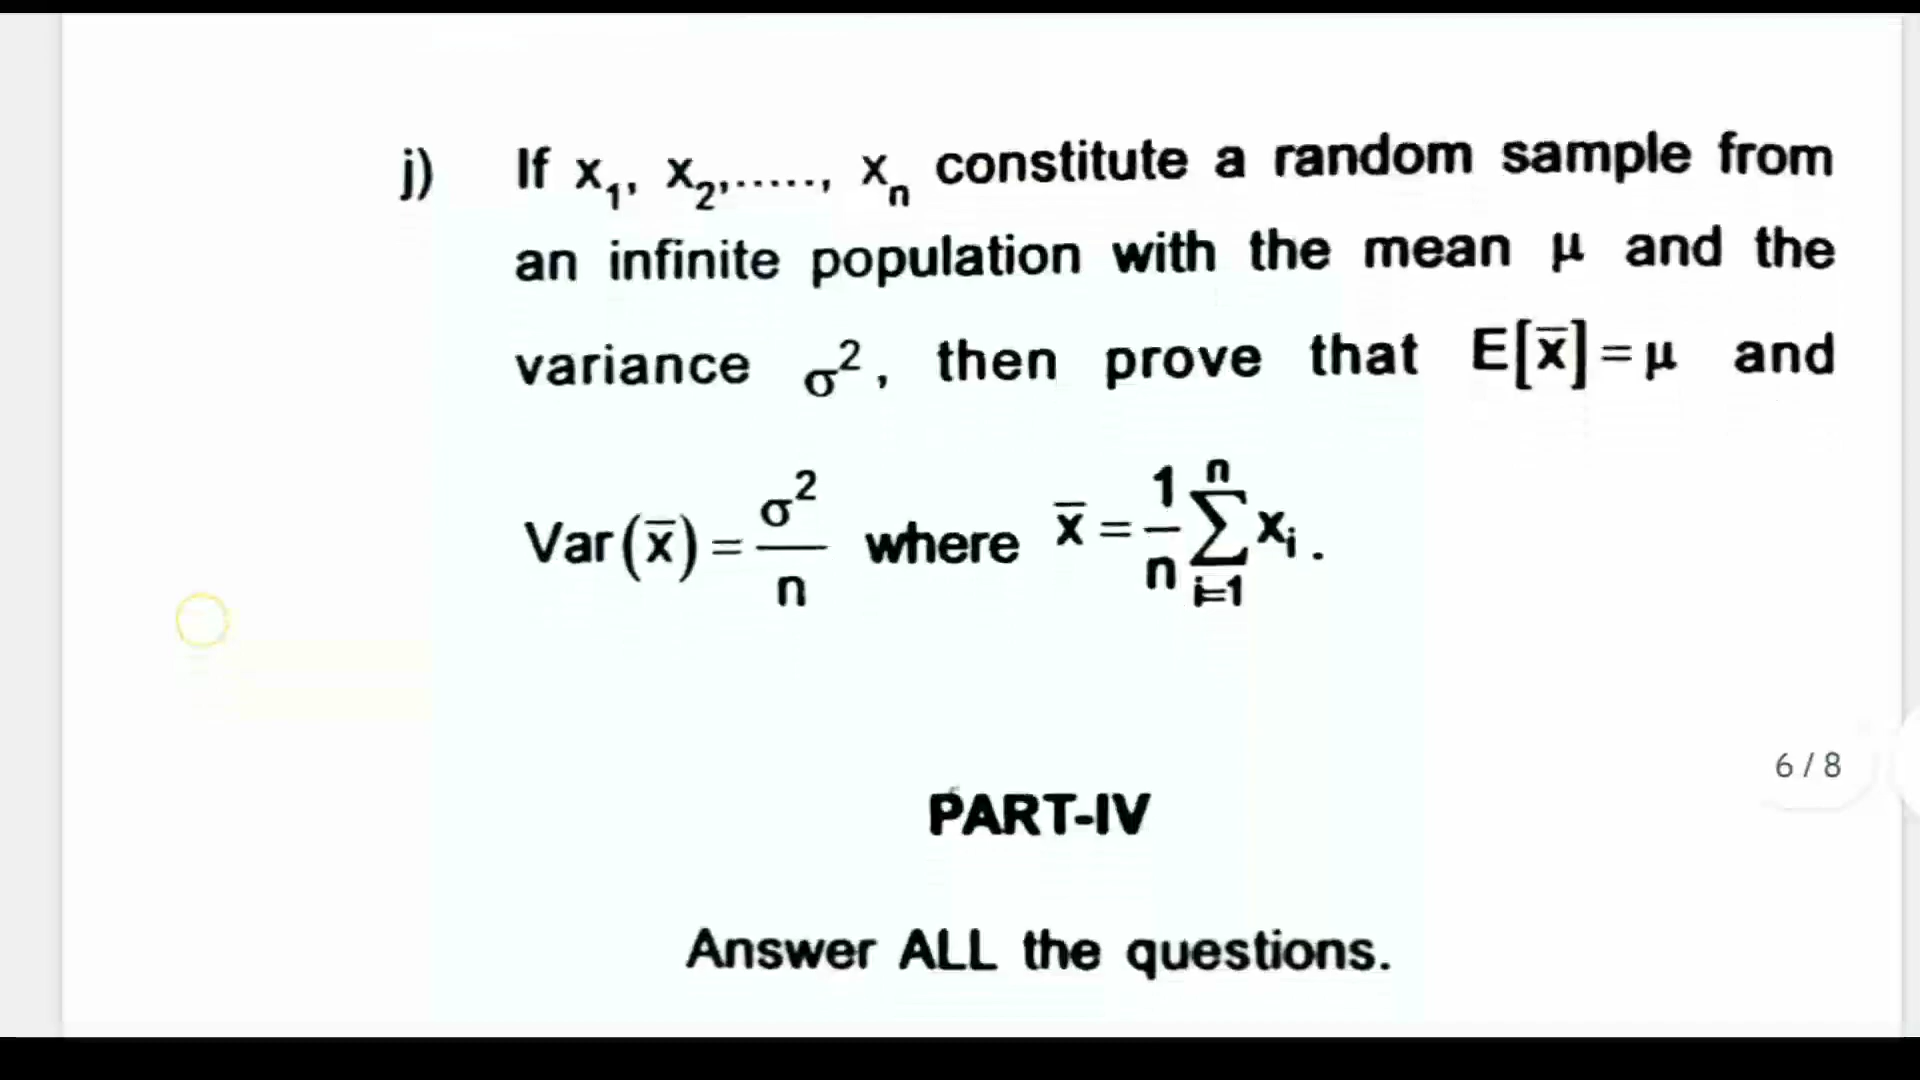 j) If x₁, x₂,......, xₙ constitute a random sample from
an infinite population with the mean μ and the
variance σ², then prove that E[x̄]=μ and
Var(x̄)=σ²/n where x̄=1/n ∑ᵢ₌₁ⁿ xᵢ.
6 / 8
PART-IV
Answer ALL the questions.